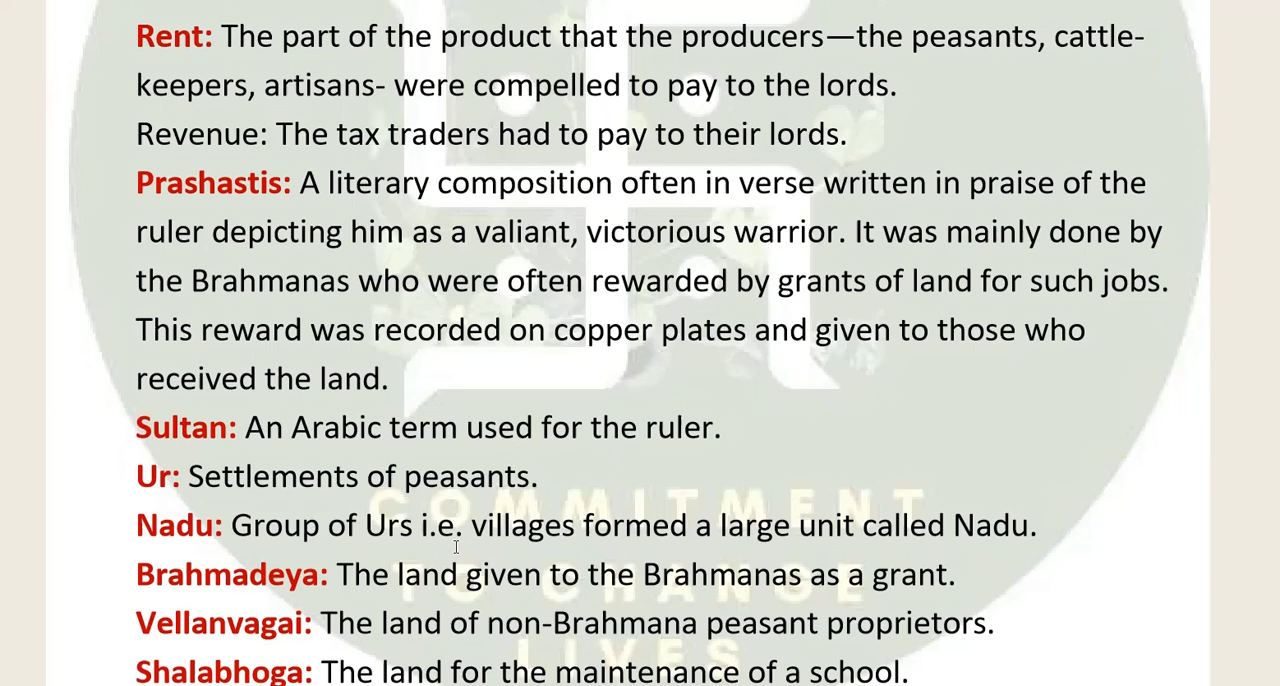 Rent: The part of the product that the producers—the peasants, cattle-
keepers, artisans- were compelled to pay to the lords.
Revenue: The tax traders had to pay to their lords.
Prashastis: A literary composition often in verse written in praise of the
ruler depicting him as a valiant, victorious warrior. It was mainly done by
the Brahmanas who were often rewarded by grants of land for such jobs.
This reward was recorded on copper plates and given to those who
received the land.
Sultan: An Arabic term used for the ruler.
Ur: Settlements of peasants.
COMMITMENT
Nadu: Group of Urs i.e. villages formed a large unit called Nadu.
Brahmadeya: The land given to the Brahmanas as a grant.
TO CHANGE
Vellanvagai: The land of non-Brahmana peasant proprietors.
LIVES
Shalabhoga: The land for the maintenance of a school.